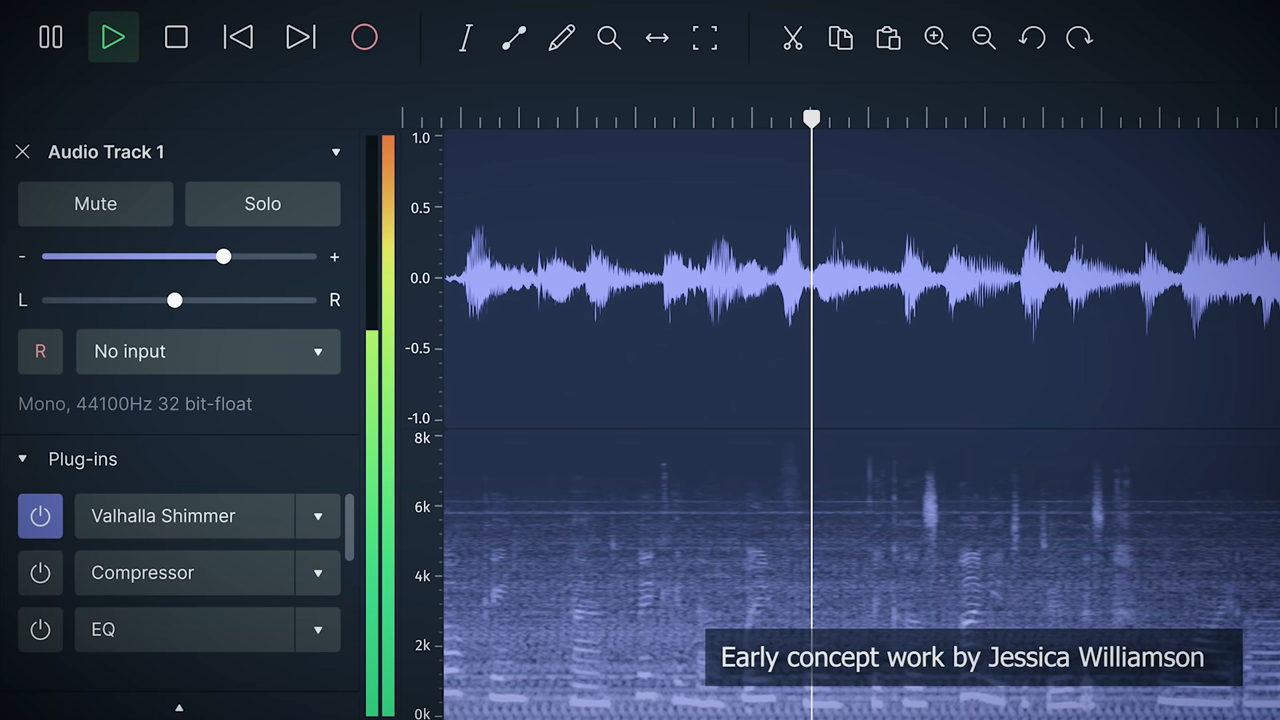 Audio Track 1
Mute
Solo
- +
L R
R
No input
Mono, 44100Hz 32 bit-float
Plug-ins
Valhalla Shimmer
Compressor
EQ
1.0
0.5
0.0
-0.5
-1.0
8k
6k
4k
2k
0k
Early concept work by Jessica Williamson